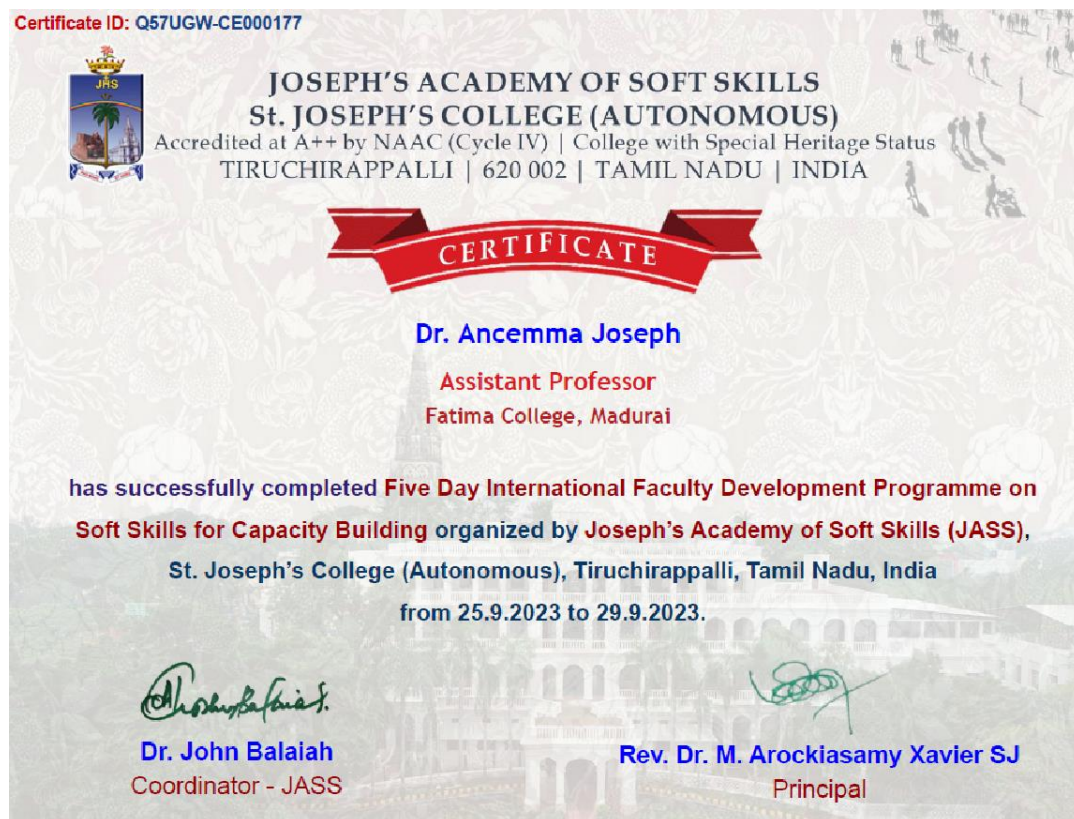 Certificate ID: Q57UGW-CE000177
JHS
JOSEPH'S ACADEMY OF SOFT SKILLS
St. JOSEPH'S COLLEGE (AUTONOMOUS)
Accredited at A++ by NAAC (Cycle IV) | College with Special Heritage Status
TIRUCHIRAPPALLI | 620 002 | TAMIL NADU | INDIA
CERTIFICATE
Dr. Ancemma Joseph
Assistant Professor
Fatima College, Madurai
has successfully completed Five Day International Faculty Development Programme on
Soft Skills for Capacity Building organized by Joseph's Academy of Soft Skills (JASS),
St. Joseph's College (Autonomous), Tiruchirappalli, Tamil Nadu, India
from 25.9.2023 to 29.9.2023.
Dr. John Balaiah
Rev. Dr. M. Arockiasamy Xavier SJ
Coordinator - JASS
Principal